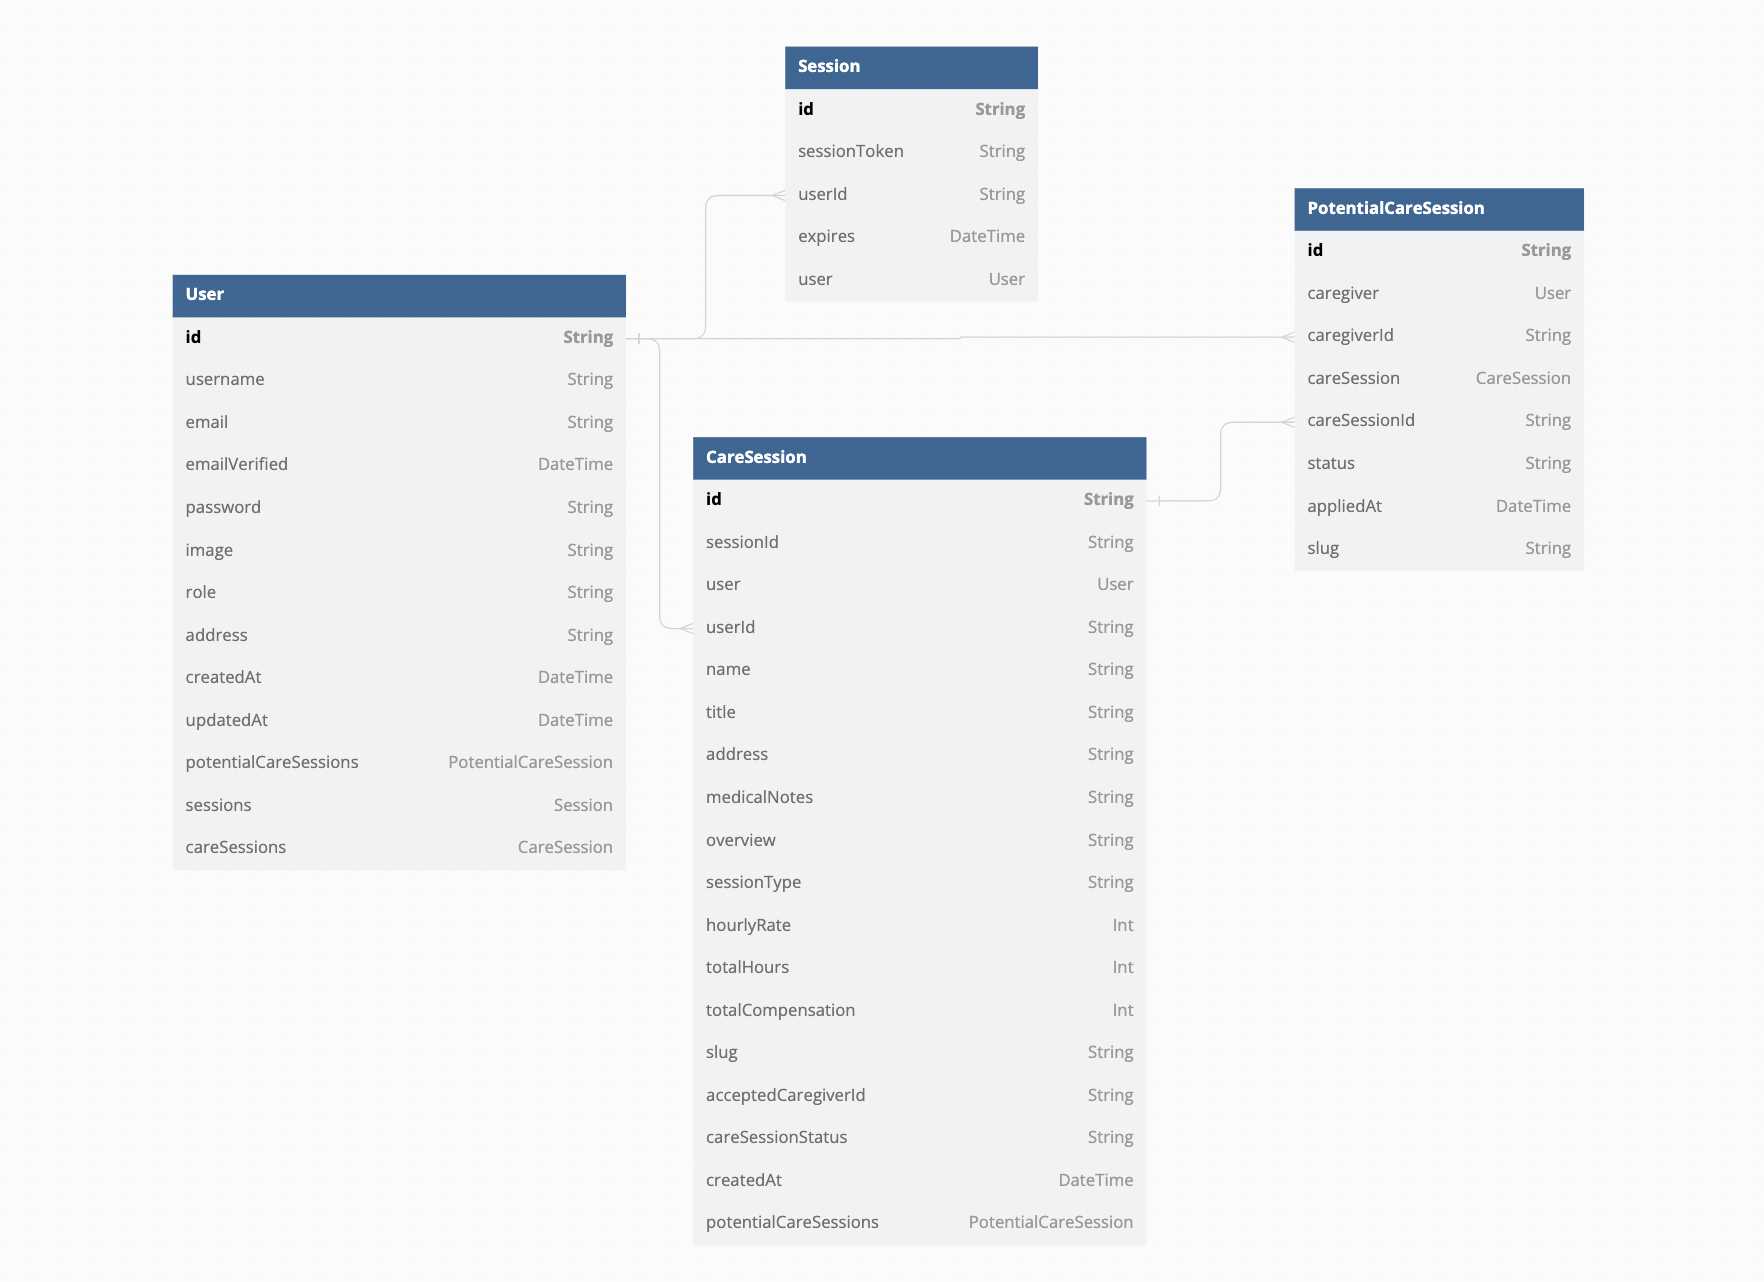 Session
id String
sessionToken String
userId String
expires DateTime
user User
PotentialCareSession
id String
caregiver User
caregiverId String
careSession CareSession
careSessionId String
status String
appliedAt DateTime
slug String
User
id String
username String
email String
emailVerified DateTime
password String
image String
role String
address String
createdAt DateTime
updatedAt DateTime
potentialCareSessions PotentialCareSession
sessions Session
careSessions CareSession
CareSession
id String
sessionId String
user User
userId String
name String
title String
address String
medicalNotes String
overview String
sessionType String
hourlyRate Int
totalHours Int
totalCompensation Int
slug String
acceptedCaregiverId String
careSessionStatus String
createdAt DateTime
potentialCareSessions PotentialCareSession